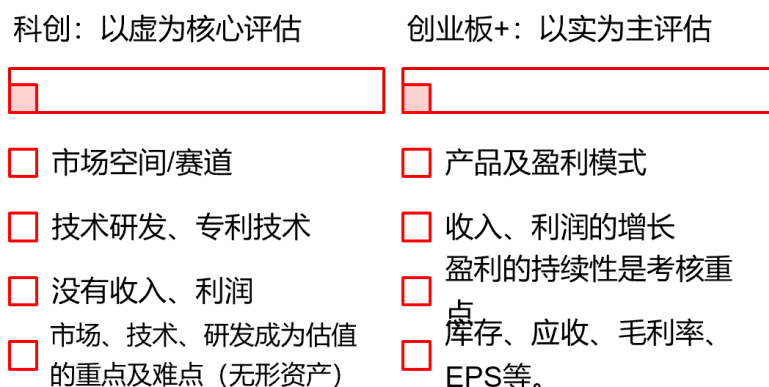 科创：以虚为核心评估
市场空间/赛道
技术研发、专利技术
没有收入、利润
市场、技术、研发成为估值
的重点及难点（无形资产）
创业板+：以实为主评估
产品及盈利模式
收入、利润的增长
盈利的持续性是考核重
点
库存、应收、毛利率、
EPS等。